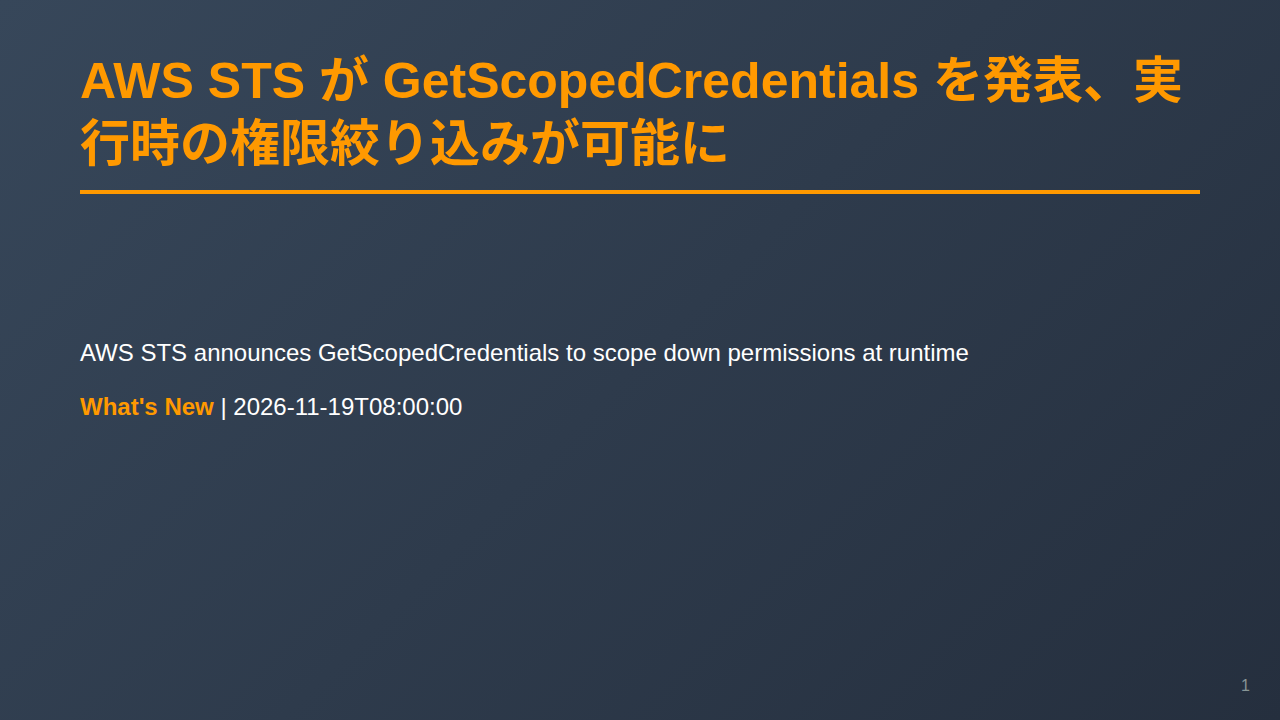 AWS STS が GetScopedCredentials を発表、実
行時の権限絞り込みが可能に
AWS STS announces GetScopedCredentials to scope down permissions at runtime
What's New | 2026-11-19T08:00:00
1